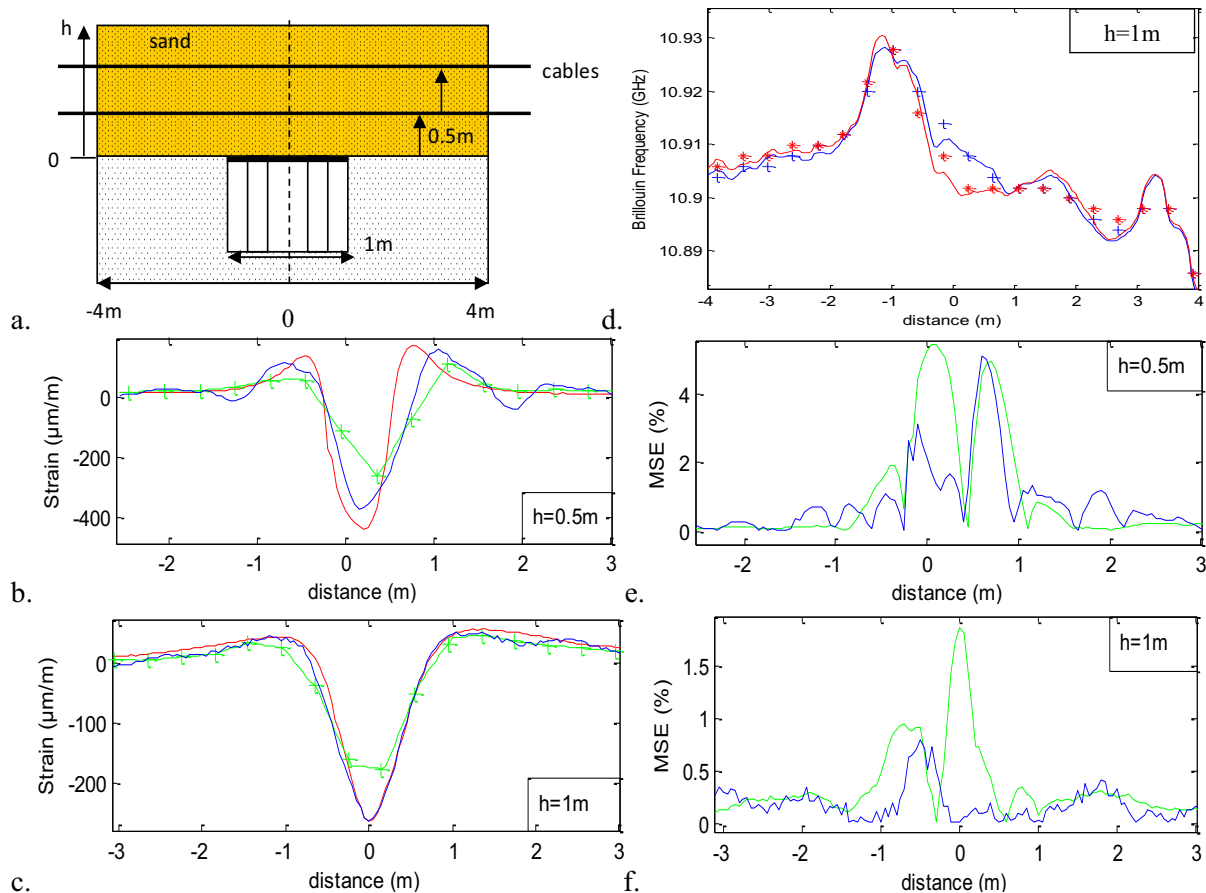 h
sand
cables
0.5m
0
1m
-4m
0
4m
a.
h=1m
Brillouin Frequency (GHz)
10.93
10.92
10.91
10.9
10.89
-4 -3 -2 -1 0 1 2 3 4
distance (m)
d.
Strain (µm/m)
0
-200
-400
h=0.5m
-2 -1 0 1 2 3
distance (m)
b.
MSE (%)
4
2
0
h=0.5m
-2 -1 0 1 2 3
distance (m)
e.
Strain (µm/m)
0
-100
-200
h=1m
-3 -2 -1 0 1 2 3
distance (m)
c.
MSE (%)
1.5
1
0.5
0
h=1m
-3 -2 -1 0 1 2 3
distance (m)
f.